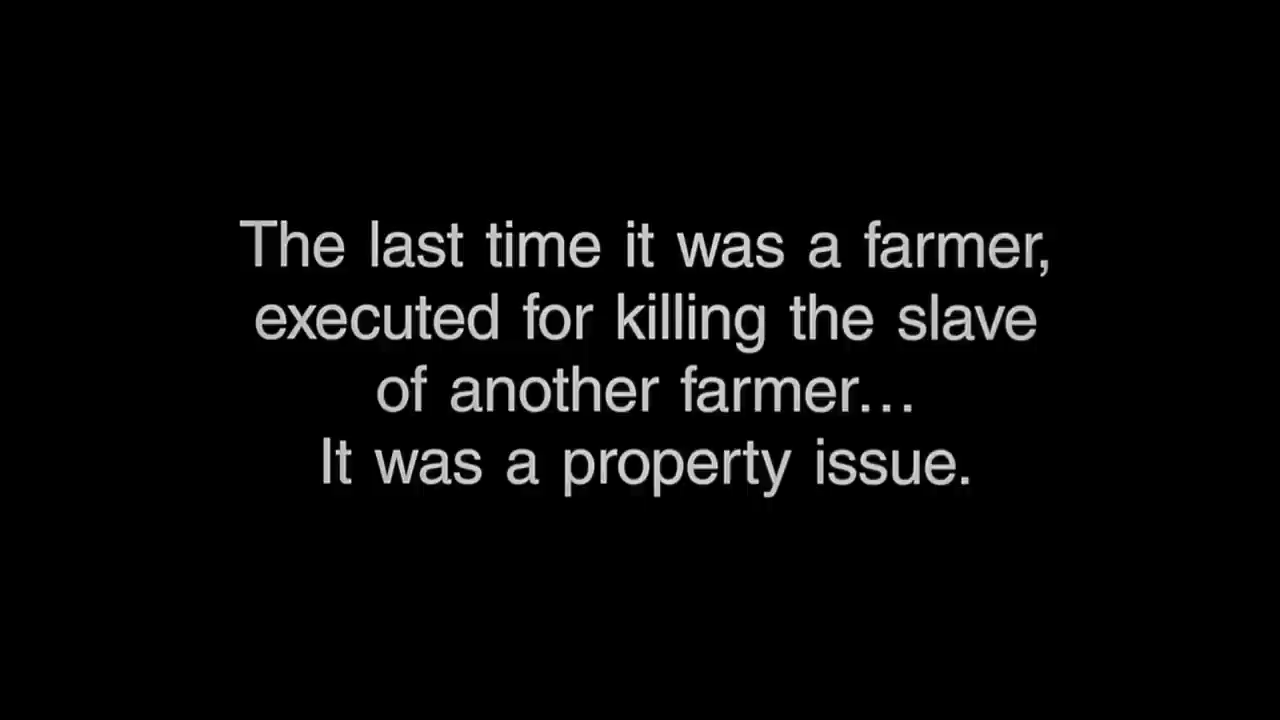 The last time it was a farmer,
executed for killing the slave
of another farmer…
It was a property issue.